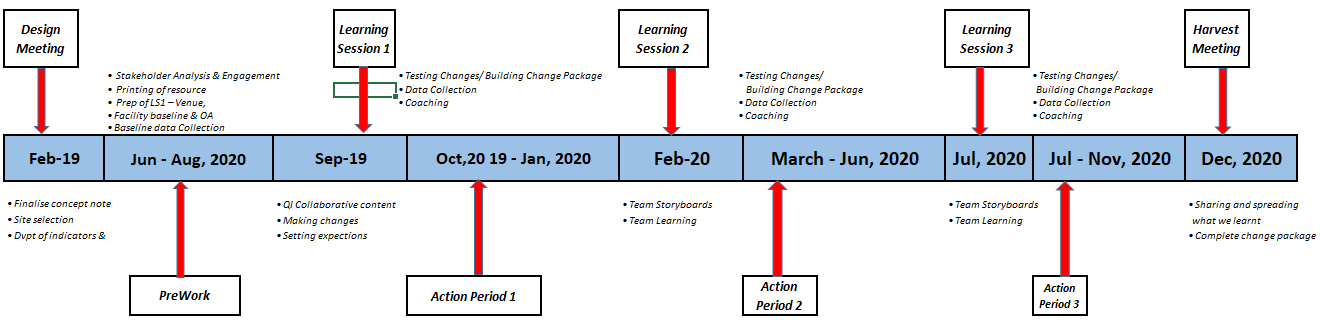 Design
Meeting
Learning
Session 1
Learning
Session 2
Learning
Session 3
Harvest
Meeting
• Stakeholder Analysis & Engagement
• Printing of resource
• Prep of LS1 – Venue,
• Facility baseline & OA
• Baseline data Collection
• Testing Changes/ Building Change Package
• Data Collection
• Coaching
• Testing Changes/
Building Change Package
• Data Collection
• Coaching
• Testing Changes/
Building Change Package
• Data Collection
• Coaching
Feb-19
Jun - Aug, 2020
Sep-19
Oct,20 19 - Jan, 2020
Feb-20
March - Jun, 2020
Jul, 2020
Jul - Nov, 2020
Dec, 2020
• Finalise concept note
• Site selection
• Dvpt of indicators &
• QI Collaborative content
• Making changes
• Setting expections
• Team Storyboards
• Team Learning
• Team Storyboards
• Team Learning
• Sharing and spreading
what we learnt
• Complete change package
PreWork
Action Period 1
Action
Period 2
Action
Period 3